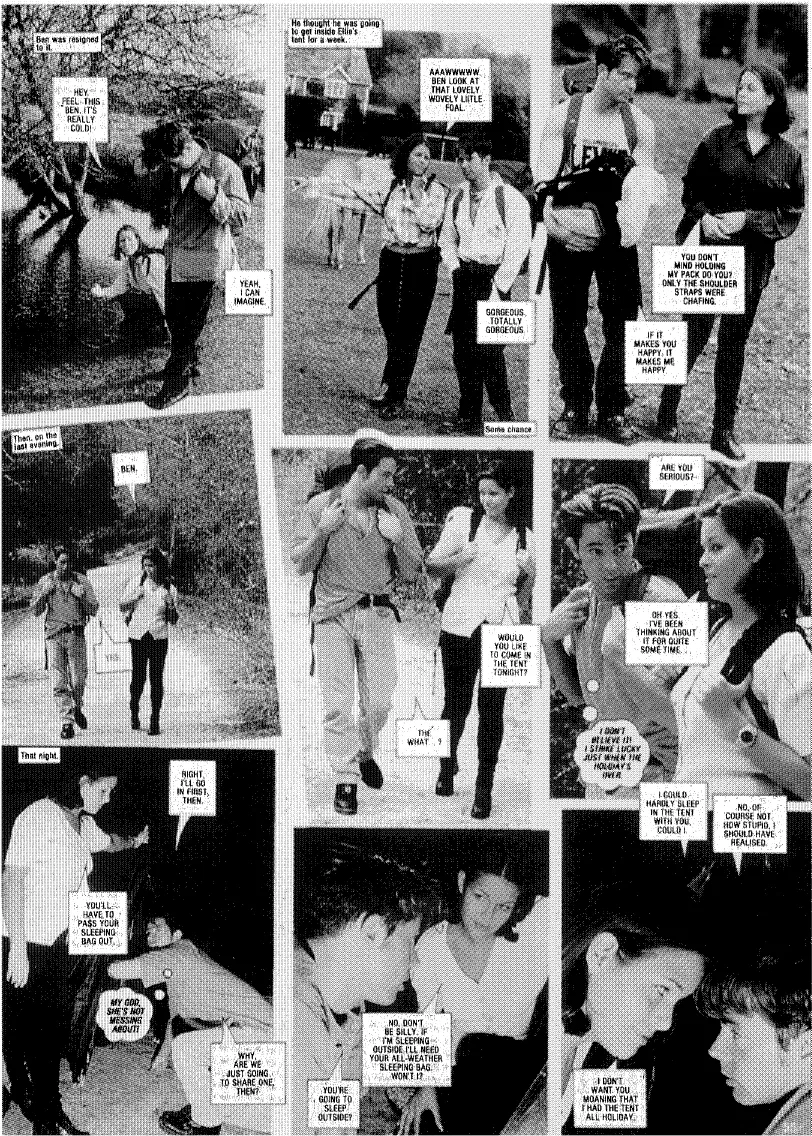 Ben was resigned
to it.
HEY,
FEEL THIS
BEN, IT'S
REALLY
COLD!
YEAH,
I CAN
IMAGINE.
He thought he was going
to get inside Ellie's
tent for a week.
AAAWWWWW.
BEN LOOK AT
THAT LOVELY
WOVELY LITTLE
FOAL.
GORGEOUS.
TOTALLY
GORGEOUS.
Some chance.
YOU DON'T
MIND HOLDING
MY PACK DO YOU?
ONLY THE SHOULDER
STRAPS WERE
CHAFING.
IF IT
MAKES YOU
HAPPY, IT
MAKES ME
HAPPY.
Then, on the
last evening.
BEN.
YES.
WOULD
YOU LIKE
TO COME IN
THE TENT
TONIGHT?
THE
WHAT...?
ARE YOU
SERIOUS?
OH YES.
I'VE BEEN
THINKING ABOUT
IT FOR QUITE
SOME TIME...
I DON'T
BELIEVE IT!
I STRIKE LUCKY
JUST WHEN THE
HOLIDAY'S
OVER.
That night.
RIGHT,
I'LL GO
IN FIRST,
THEN.
YOU'LL
HAVE TO
PASS YOUR
SLEEPING
BAG OUT.
MY GOD,
SHE'S NOT
MESSING
ABOUT!
WHY,
ARE WE
JUST GOING
TO SHARE ONE,
THEN?
NO, DON'T
BE SILLY. IF
I'M SLEEPING
OUTSIDE I'LL NEED
YOUR ALL-WEATHER
SLEEPING BAG,
WON'T I?
YOU'RE
GOING TO
SLEEP
OUTSIDE?
I COULD
HARDLY SLEEP
IN THE TENT
WITH YOU,
COULD I.
NO, OF
COURSE NOT.
HOW STUPID, I
SHOULD HAVE
REALISED.
I DON'T
WANT YOU
MOANING THAT
I HAD THE TENT
ALL HOLIDAY.